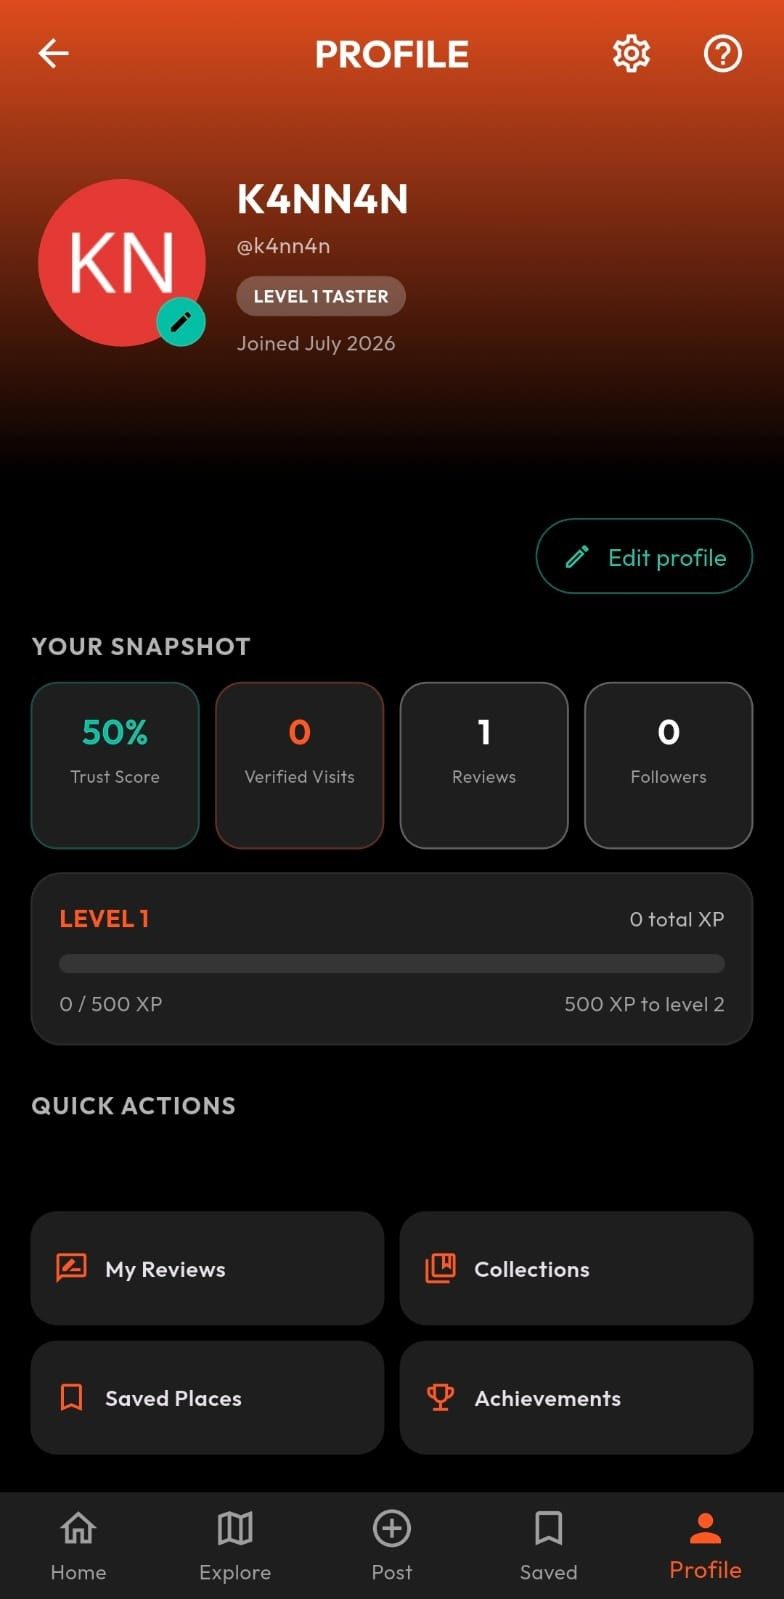 PROFILE
KN
K4NN4N
@k4nn4n
LEVEL 1 TASTER
Joined July 2026
Edit profile
YOUR SNAPSHOT
50%
Trust Score
0
Verified Visits
1
Reviews
0
Followers
LEVEL 1
0 total XP
0 / 500 XP
500 XP to level 2
QUICK ACTIONS
My Reviews
Collections
Saved Places
Achievements
Home
Explore
Post
Saved
Profile